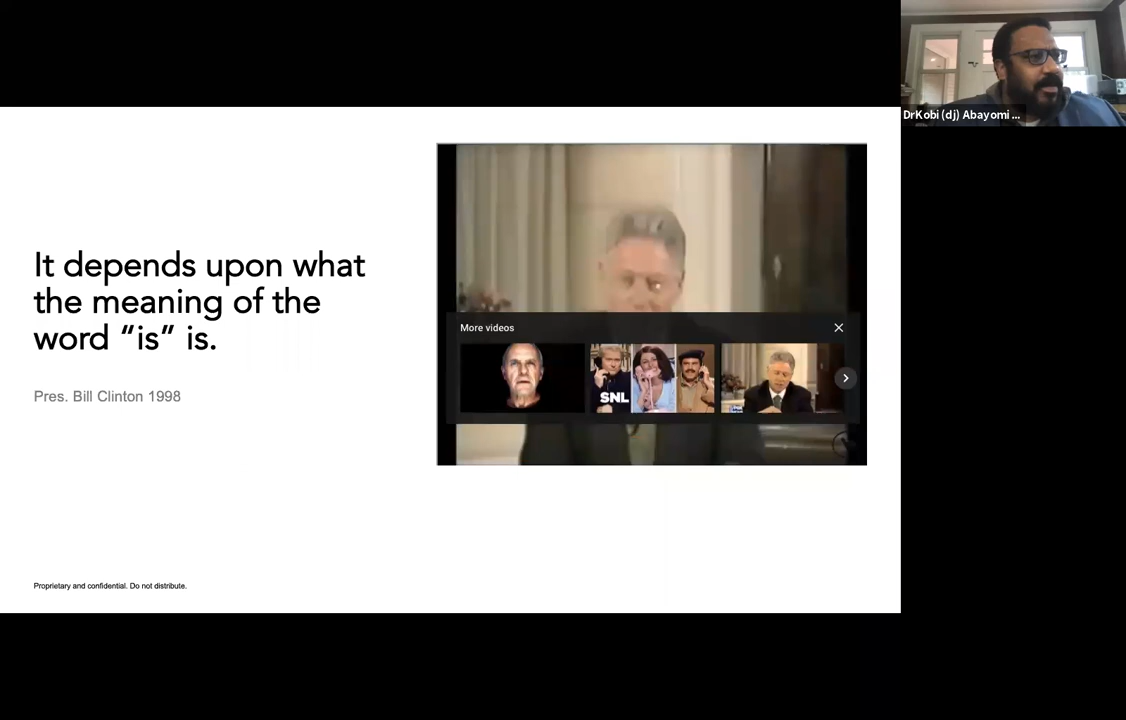 DrKobi (dj) Abayomi ...
It depends upon what
the meaning of the
word “is” is.
Pres. Bill Clinton 1998
More videos
SNL
Proprietary and confidential. Do not distribute.